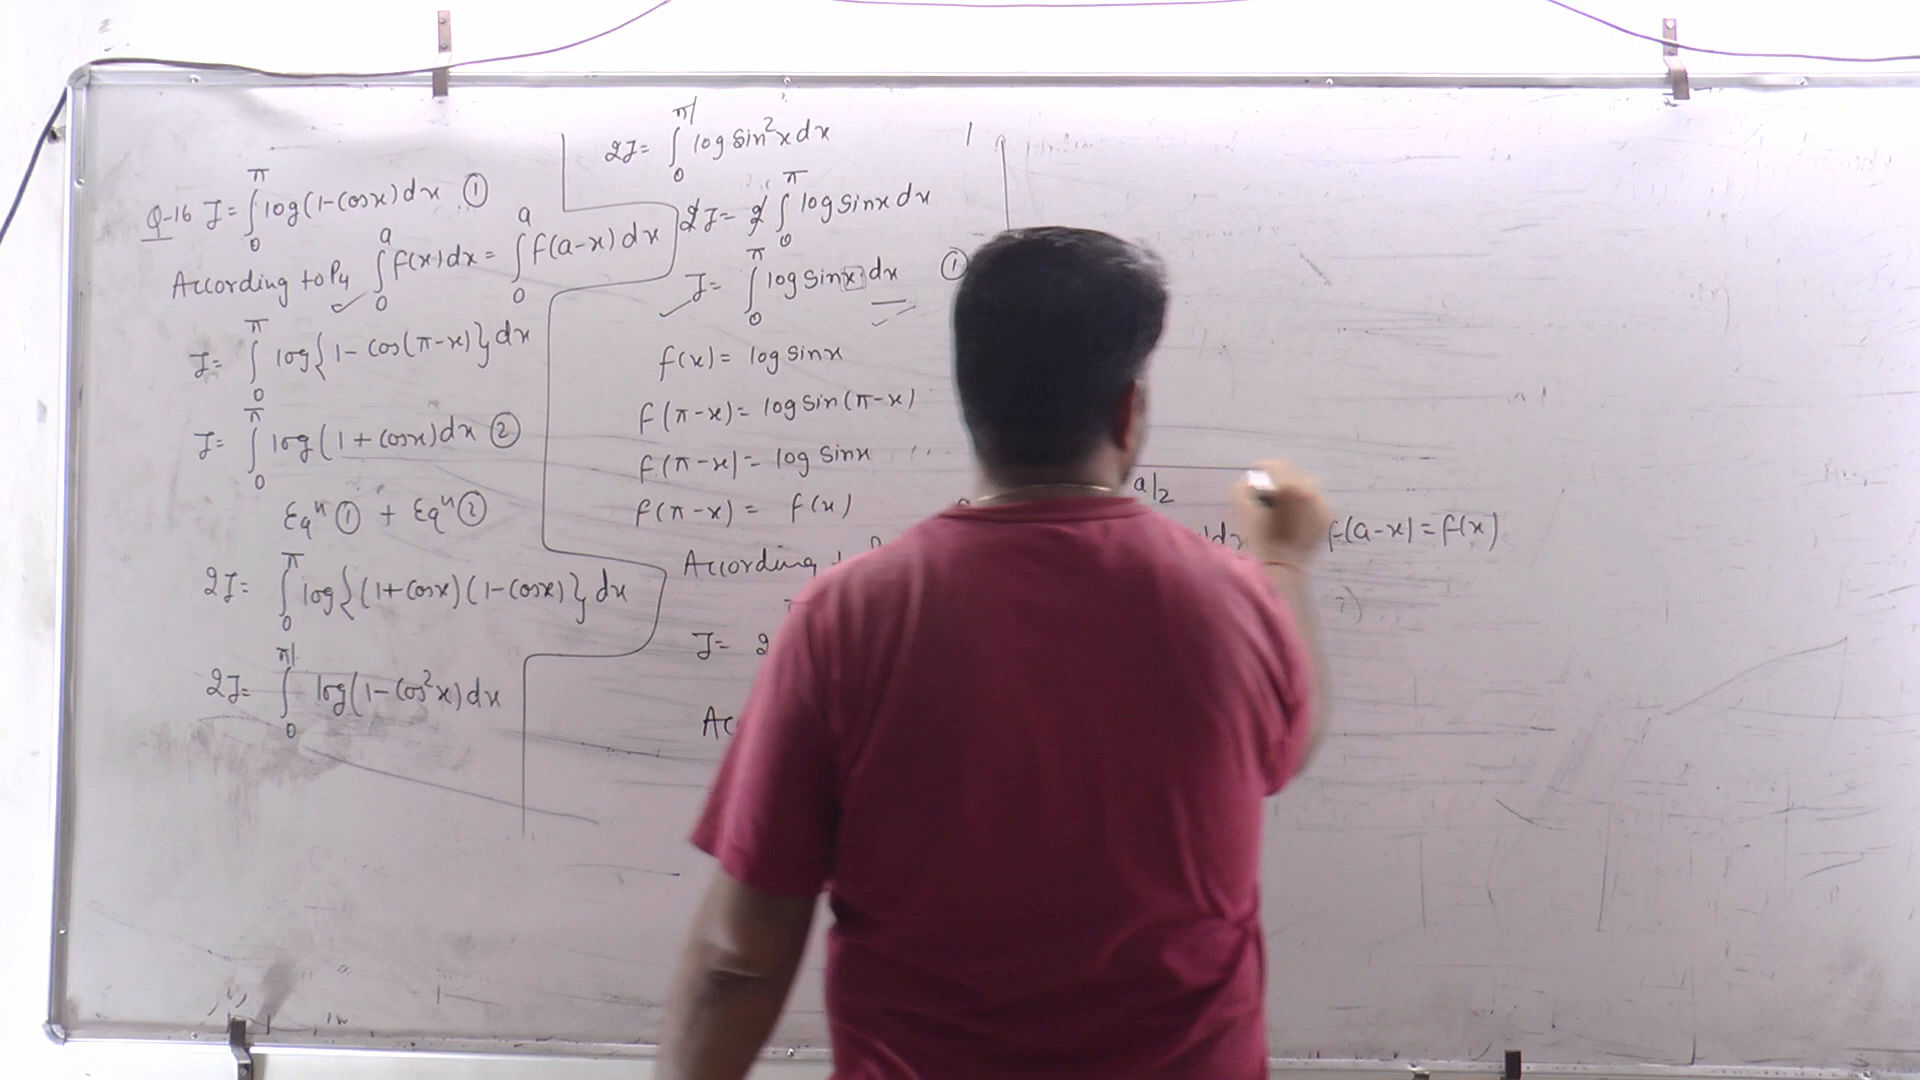 Q-16 I = ∫₀^π log(1-cosx) dx ①
According to P₄ ∫₀^a f(x) dx = ∫₀^a f(a-x) dx
I = ∫₀^π log{1-cos(π-x)} dx
I = ∫₀^π log(1+cosx) dx ②
Eqⁿ ① + Eqⁿ ②
2I = ∫₀^π log{(1+cosx)(1-cosx)} dx
2I = ∫₀^π log(1-cos²x) dx
2I = ∫₀^π log sin²x dx
2I = 2 ∫₀^π log sinx dx
I = ∫₀^π log sinx dx ①
f(x) = log sinx
f(π-x) = log sin(π-x)
f(π-x) = log sinx
f(π-x) = f(x)
According
I = 2
a/2
dx f(a-x) = f(x)